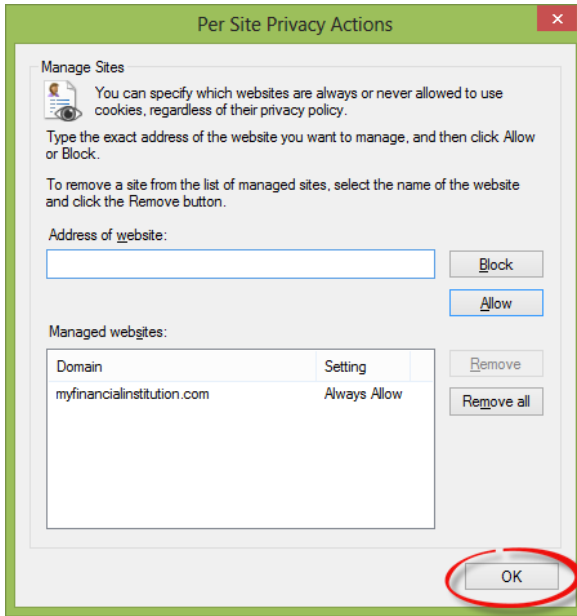 Per Site Privacy Actions
Manage Sites
You can specify which websites are always or never allowed to use
cookies, regardless of their privacy policy.
Type the exact address of the website you want to manage, and then click Allow
or Block.
To remove a site from the list of managed sites, select the name of the website
and click the Remove button.
Address of website:
Block
Allow
Managed websites:
Domain Setting
Remove
myfinancialinstitution.com Always Allow
Remove all
OK